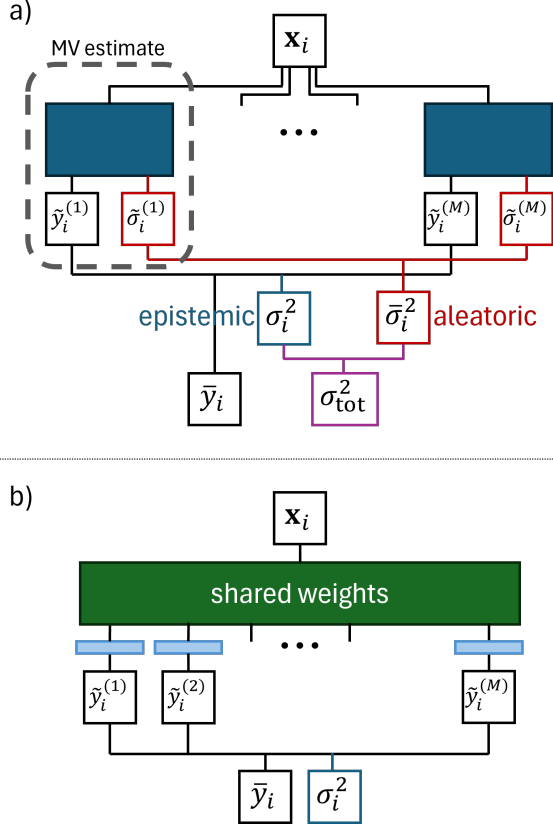 a)
x_i
MV estimate
...
ỹ_i^(1) σ̃_i^(1) ỹ_i^(M) σ̃_i^(M)
epistemic σ_i^2 σ̄_i^2 aleatoric
ȳ_i σ_tot^2
b)
x_i
shared weights
...
ỹ_i^(1) ỹ_i^(2) ỹ_i^(M)
ȳ_i σ_i^2